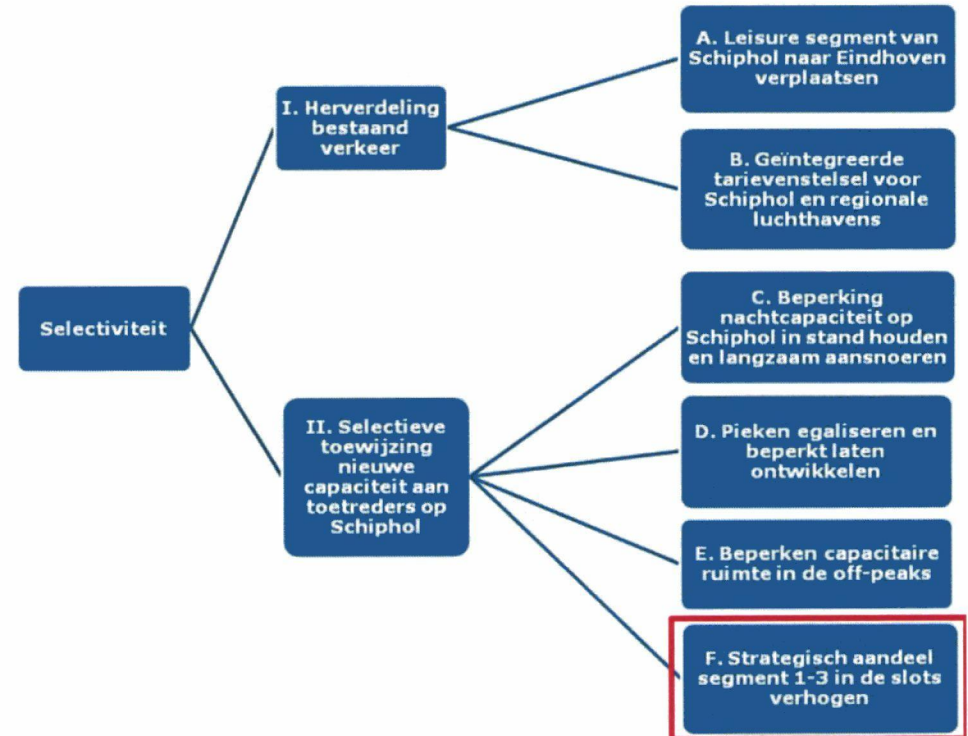 A. Leisure segment van
Schiphol naar Eindhoven
verplaatsen
I. Herverdeling
bestaand
verkeer
B. Geïntegreerde
tarievenstelsel voor
Schiphol en regionale
luchthavens
Selectiviteit
C. Beperking
nachtcapaciteit op
Schiphol in stand houden
en langzaam aansnoeren
II. Selectieve
toewijzing
nieuwe
capaciteit aan
toetreders op
Schiphol
D. Pieken egaliseren en
beperkt laten
ontwikkelen
E. Beperken capacitaire
ruimte in de off-peaks
F. Strategisch aandeel
segment 1-3 in de slots
verhogen